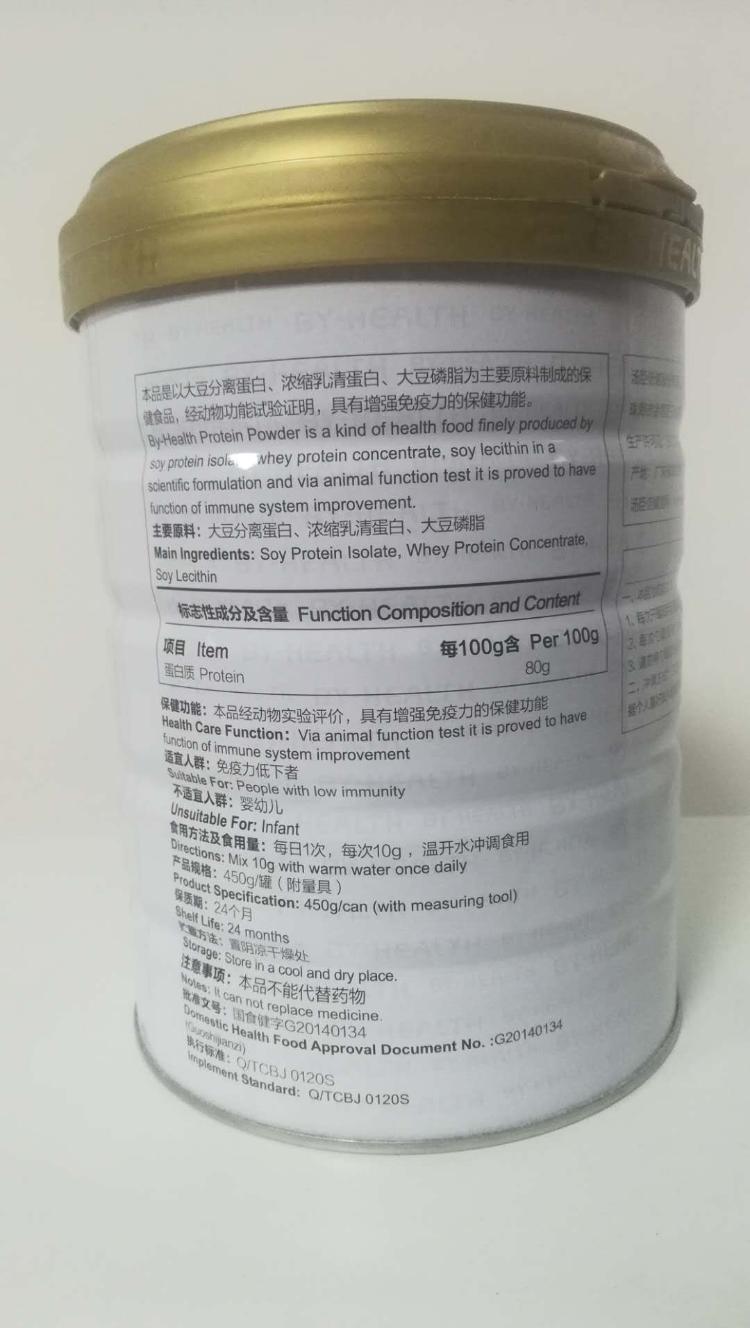 HEAL
BY-HEALTH
本品是以大豆分离蛋白、浓缩乳清蛋白、大豆磷脂为主要原料制成的保
健食品，经动物功能试验证明，具有增强免疫力的保健功能。
By-Health Protein Powder is a kind of health food finely produced by
soy protein whey protein concentrate, soy lecithin in a
scientific formulation and via animal function test it is proved to have
function of immune system improvement.
主要原料：大豆分离蛋白、浓缩乳清蛋白、大豆磷脂
Main Ingredients: Soy Protein Isolate, Whey Protein Concentrate,
Soy Lecithin
标志性成分及含量 Function Composition and Content
项目 Item 每100g含 Per 100g
蛋白质 Protein 80g
保健功能：本品经动物实验评价，具有增强免疫力的保健功能
Health Care Function: Via animal function test it is proved to have
function of immune system improvement
适宜人群：免疫力低下者
Suitable For: People with low immunity
不适宜人群：婴幼儿
Unsuitable For: Infant
食用方法及食用量：每日1次，每次10g，温开水冲调食用
Directions: Mix 10g with warm water once daily
产品规格：450g/罐（附量具）
Product Specification: 450g/can (with measuring tool)
保质期：24个月
Shelf Life: 24 months
贮藏方法：置阴凉干燥处
Storage: Store in a cool and dry place.
注意事项：本品不能代替药物
Notes: It can not replace medicine.
批准文号：国食健字G20140134
Domestic Health Food Approval Document No. :G20140134
(Guoshijianzi)
执行标准：Q/TCBJ 0120S
Implement Standard: Q/TCBJ 0120S